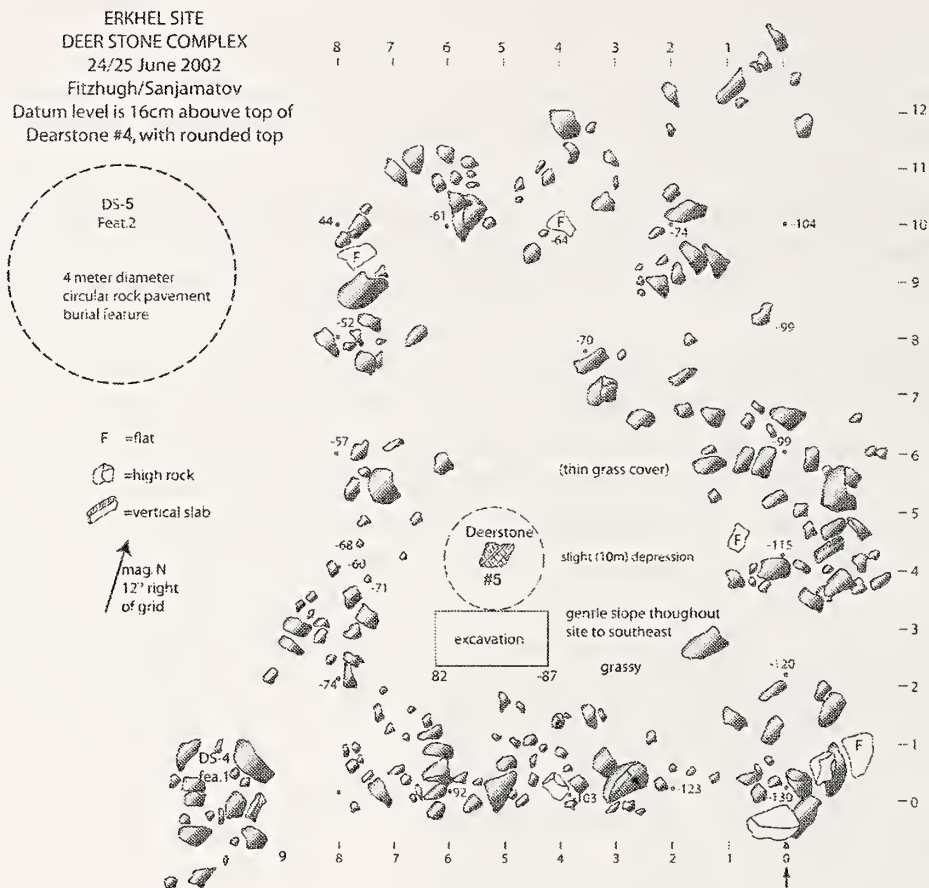 ERKHEL SITE
DEER STONE COMPLEX
24/25 June 2002
Fitzhugh/Sanjamatov
Datum level is 16cm abouve top of
Dearstone #4, with rounded top
8 7 6 5 4 3 2 1 0
12
11
DS-5
Feat.2
4 meter diameter
circular rock pavement
burial feature
44
-61
F
-64
-74
-104
10
F
9
-52
-70
-99
8
7
F =flat
=high rock
=vertical slab
mag. N
12° right
of grid
-57
(thin grass cover)
-99
6
5
Deerstone
#5
F
-68
-60
-71
slight (10m) depression
-115
4
excavation
gentle slope thoughout
site to southeast
grassy
3
-74
82
-87
-120
2
DS-4
fea.1
F
1
-92
-103
-123
-130
0
9 8 7 6 5 4 3 2 1 0